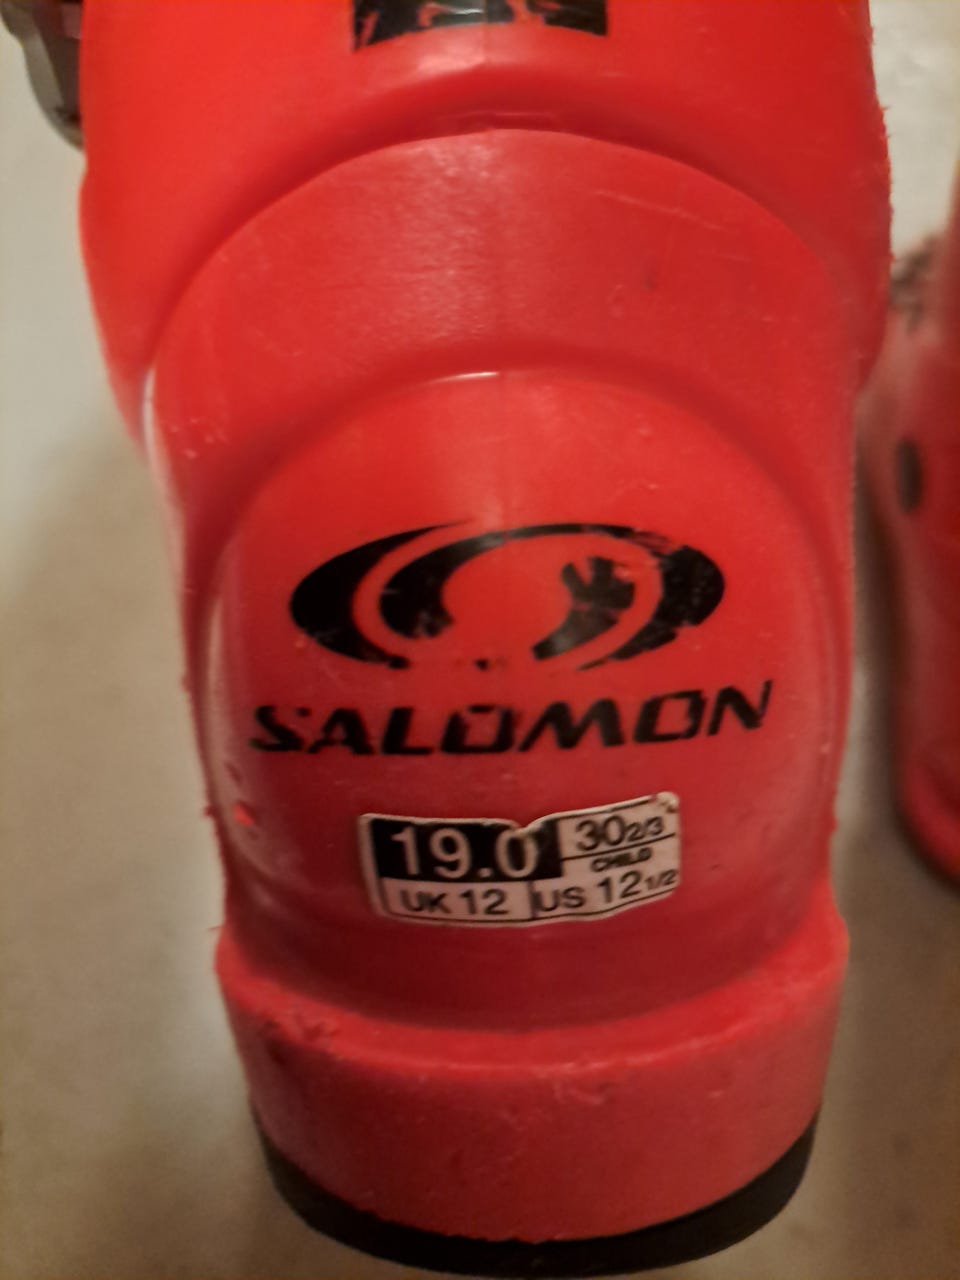 SALOMON
19.0 30 2/3
CHILD
UK 12 US 12 1/2